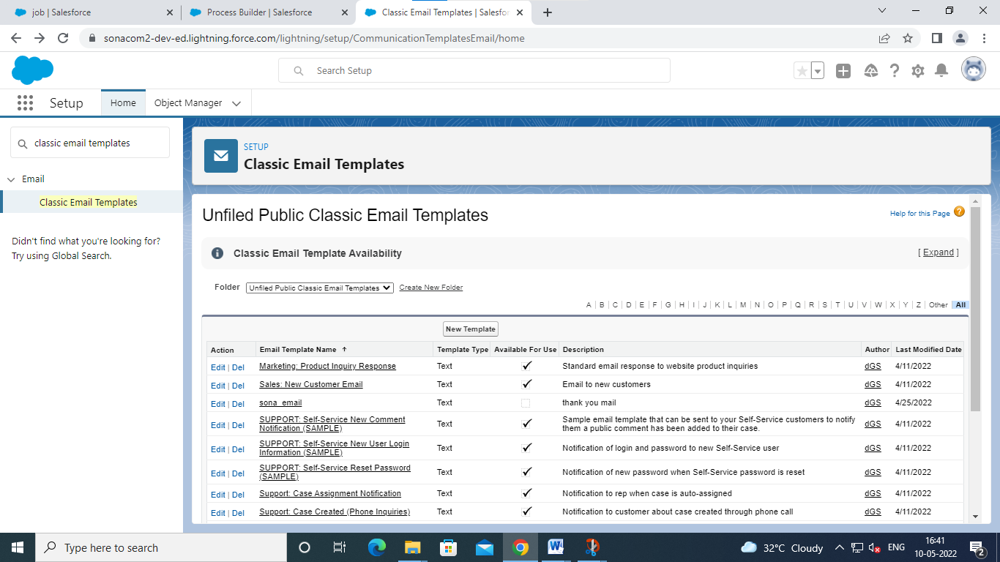 job | Salesforce
Process Builder | Salesforce
Classic Email Templates | Salesfor
sonacom2-dev-ed.lightning.force.com/lightning/setup/CommunicationTemplatesEmail/home
Search Setup
Setup
Home
Object Manager
classic email templates
Email
Classic Email Templates
Didn't find what you're looking for?
Try using Global Search.
SETUP
Classic Email Templates
Unfiled Public Classic Email Templates
Help for this Page ?
Classic Email Template Availability
[ Expand ]
Folder Unfiled Public Classic Email Templates Create New Folder
A | B | C | D | E | F | G | H | I | J | K | L | M | N | O | P | Q | R | S | T | U | V | W | X | Y | Z | Other | All
New Template
Action Email Template Name Template Type Available For Use Description Author Last Modified Date
Edit | Del Marketing: Product Inquiry Response Text Standard email response to website product inquiries dGS 4/11/2022
Edit | Del Sales: New Customer Email Text Email to new customers dGS 4/11/2022
Edit | Del sona_email Text thank you mail dGS 4/25/2022
Edit | Del SUPPORT: Self-Service New Comment Notification (SAMPLE) Text Sample email template that can be sent to your Self-Service customers to notify them a public comment has been added to their case. dGS 4/11/2022
Edit | Del SUPPORT: Self-Service New User Login Information (SAMPLE) Text Notification of login and password to new Self-Service user dGS 4/11/2022
Edit | Del SUPPORT: Self-Service Reset Password (SAMPLE) Text Notification of new password when Self-Service password is reset dGS 4/11/2022
Edit | Del Support: Case Assignment Notification Text Notification to rep when case is auto-assigned dGS 4/11/2022
Edit | Del Support: Case Created (Phone Inquiries) Text Notification to customer about case created through phone call dGS 4/11/2022
Type here to search
32°C Cloudy
ENG
16:41
10-05-2022
2